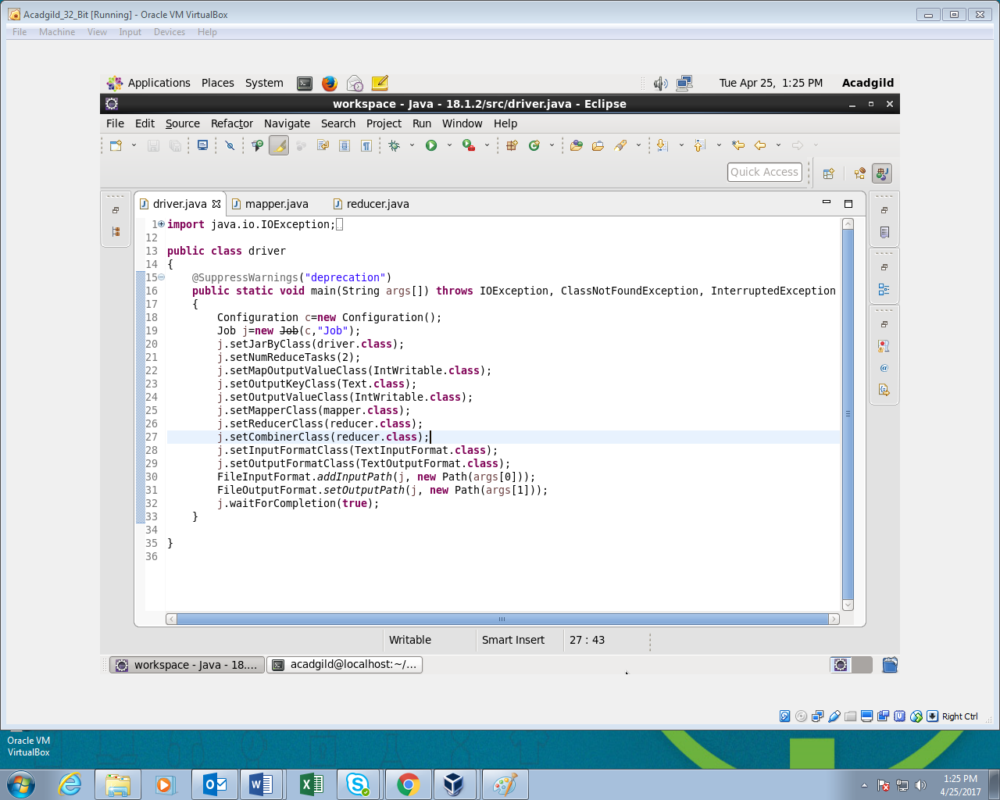 Acadgild_32_Bit [Running] - Oracle VM VirtualBox
File Machine View Input Devices Help
Applications Places System Tue Apr 25, 1:25 PM Acadgild
workspace - Java - 18.1.2/src/driver.java - Eclipse
File Edit Source Refactor Navigate Search Project Run Window Help
Quick Access
driver.java mapper.java reducer.java
1 import java.io.IOException;
12
13 public class driver
14 {
15 @SuppressWarnings("deprecation")
16 public static void main(String args[]) throws IOException, ClassNotFoundException, InterruptedException
17 {
18 Configuration c=new Configuration();
19 Job j=new Job(c,"Job");
20 j.setJarByClass(driver.class);
21 j.setNumReduceTasks(2);
22 j.setMapOutputValueClass(IntWritable.class);
23 j.setOutputKeyClass(Text.class);
24 j.setOutputValueClass(IntWritable.class);
25 j.setMapperClass(mapper.class);
26 j.setReducerClass(reducer.class);
27 j.setCombinerClass(reducer.class);
28 j.setInputFormatClass(TextInputFormat.class);
29 j.setOutputFormatClass(TextOutputFormat.class);
30 FileInputFormat.addInputPath(j, new Path(args[0]));
31 FileOutputFormat.setOutputPath(j, new Path(args[1]));
32 j.waitForCompletion(true);
33 }
34
35 }
36
Writable Smart Insert 27 : 43
workspace - Java - 18.... acadgild@localhost:~/...
Right Ctrl
Oracle VM
VirtualBox
1:25 PM
4/25/2017